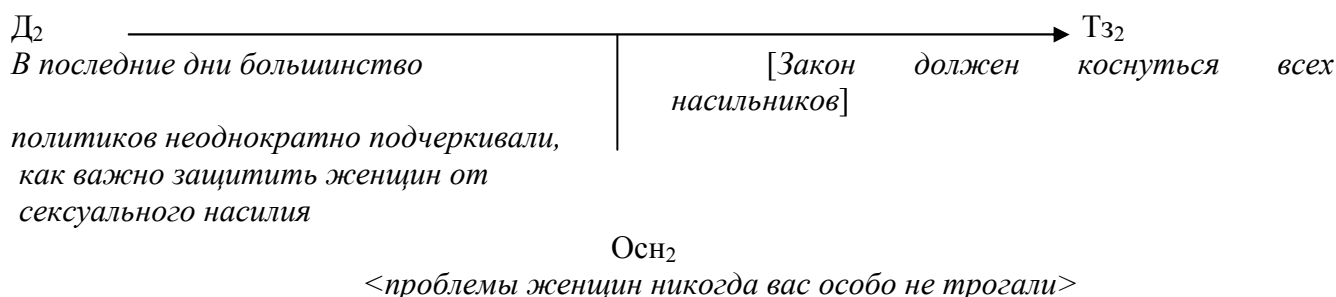 Д₂ Тз₂
В последние дни большинство [Закон должен коснуться всех
насильников]
политиков неоднократно подчеркивали,
как важно защитить женщин от
сексуального насилия
Осн₂
<проблемы женщин никогда вас особо не трогали>